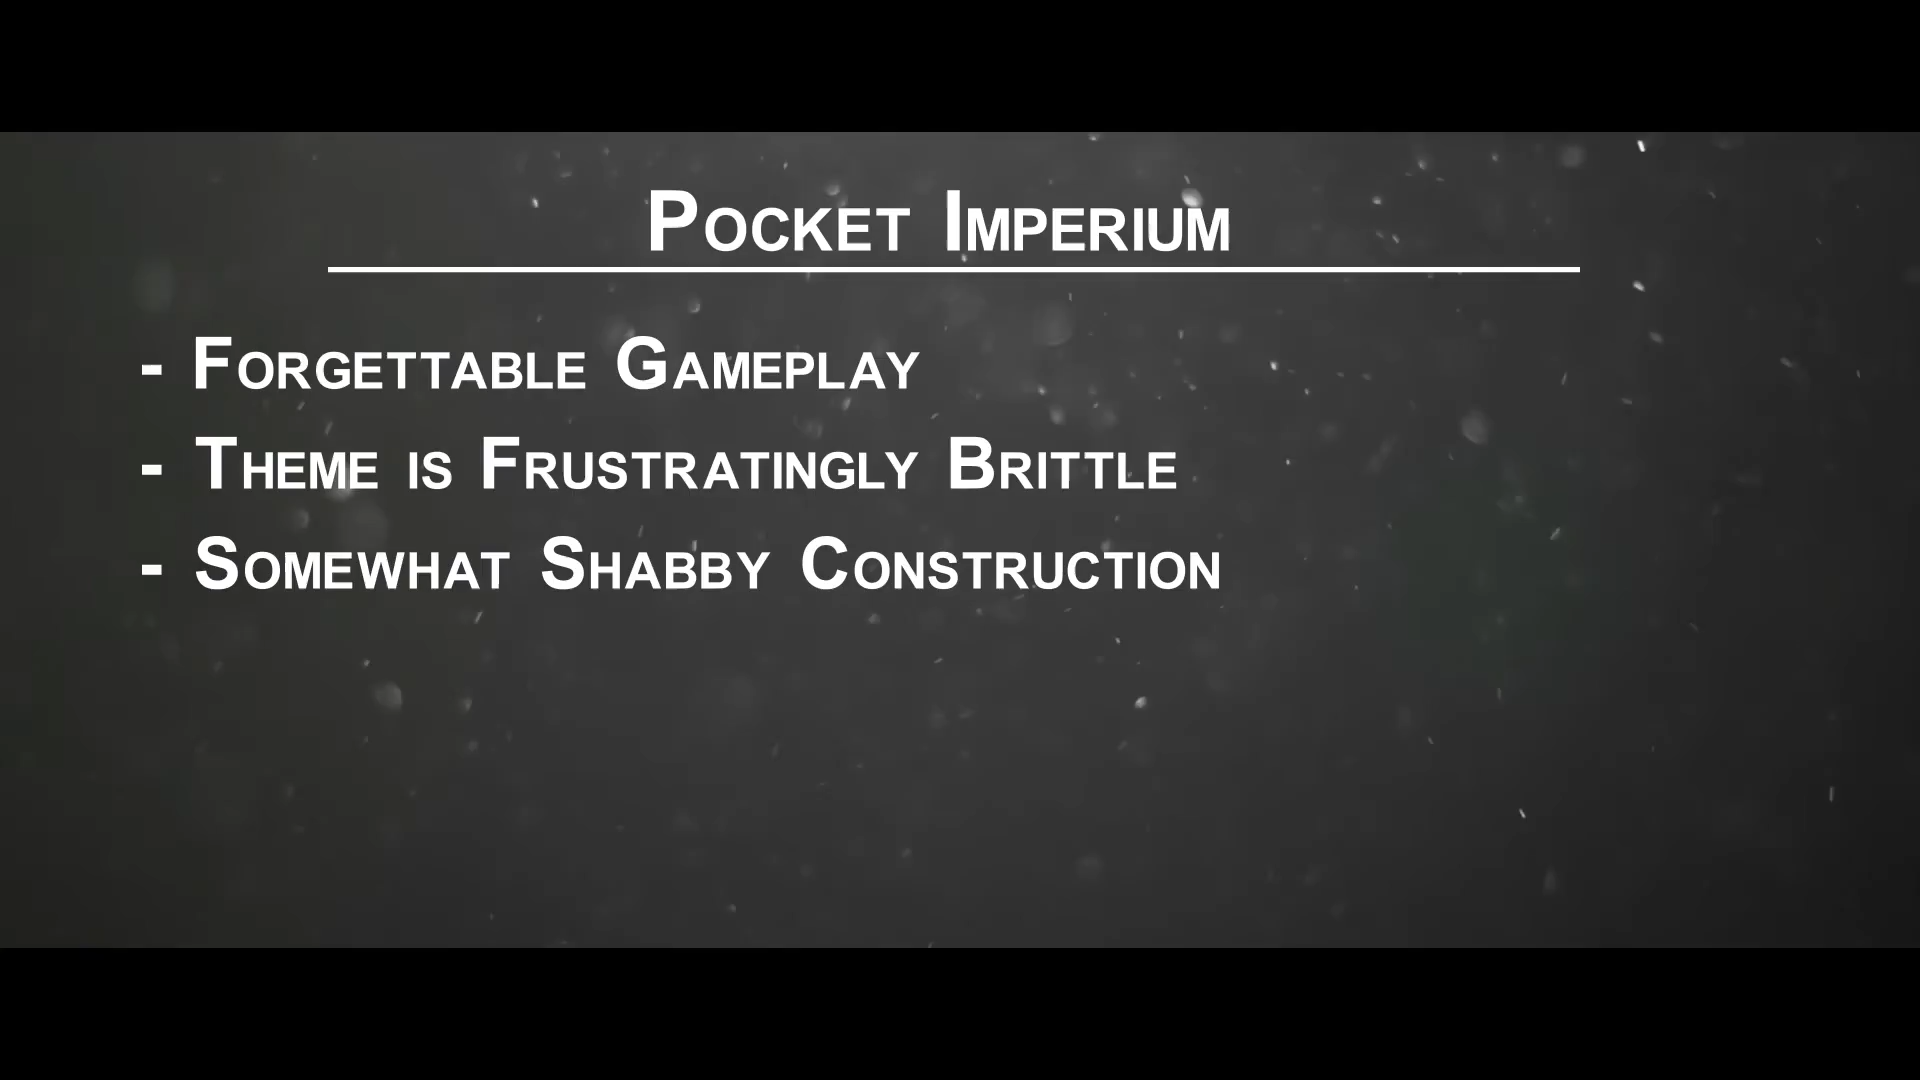 Pocket Imperium
- Forgettable Gameplay
- Theme is Frustratingly Brittle
- Somewhat Shabby Construction